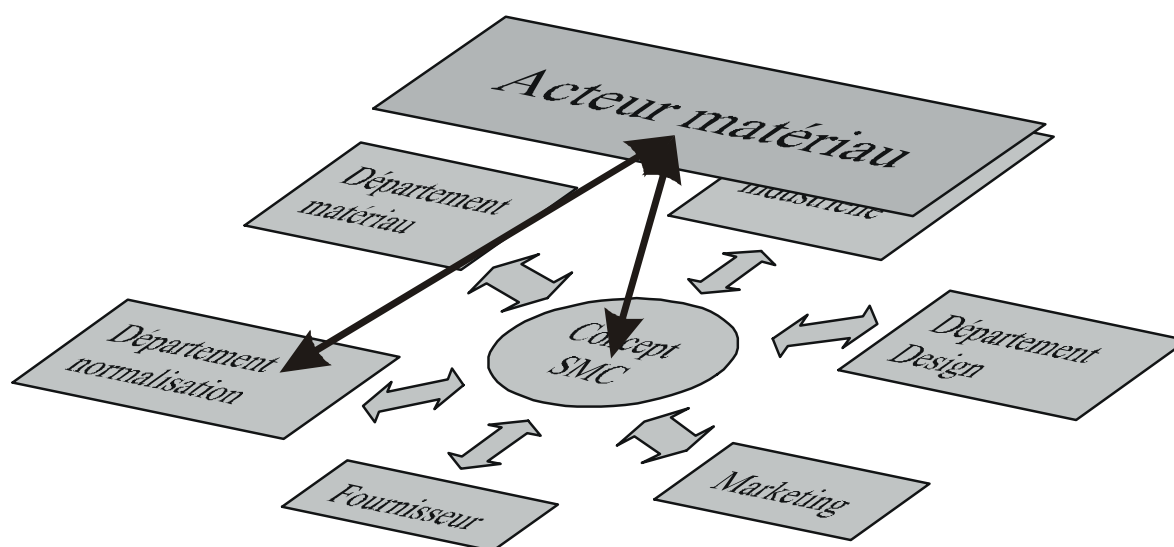 Acteur matériau
Département
matériau
Industrielle
Département
normalisation
Concept
SMC
Département
Design
Fournisseur
Marketing